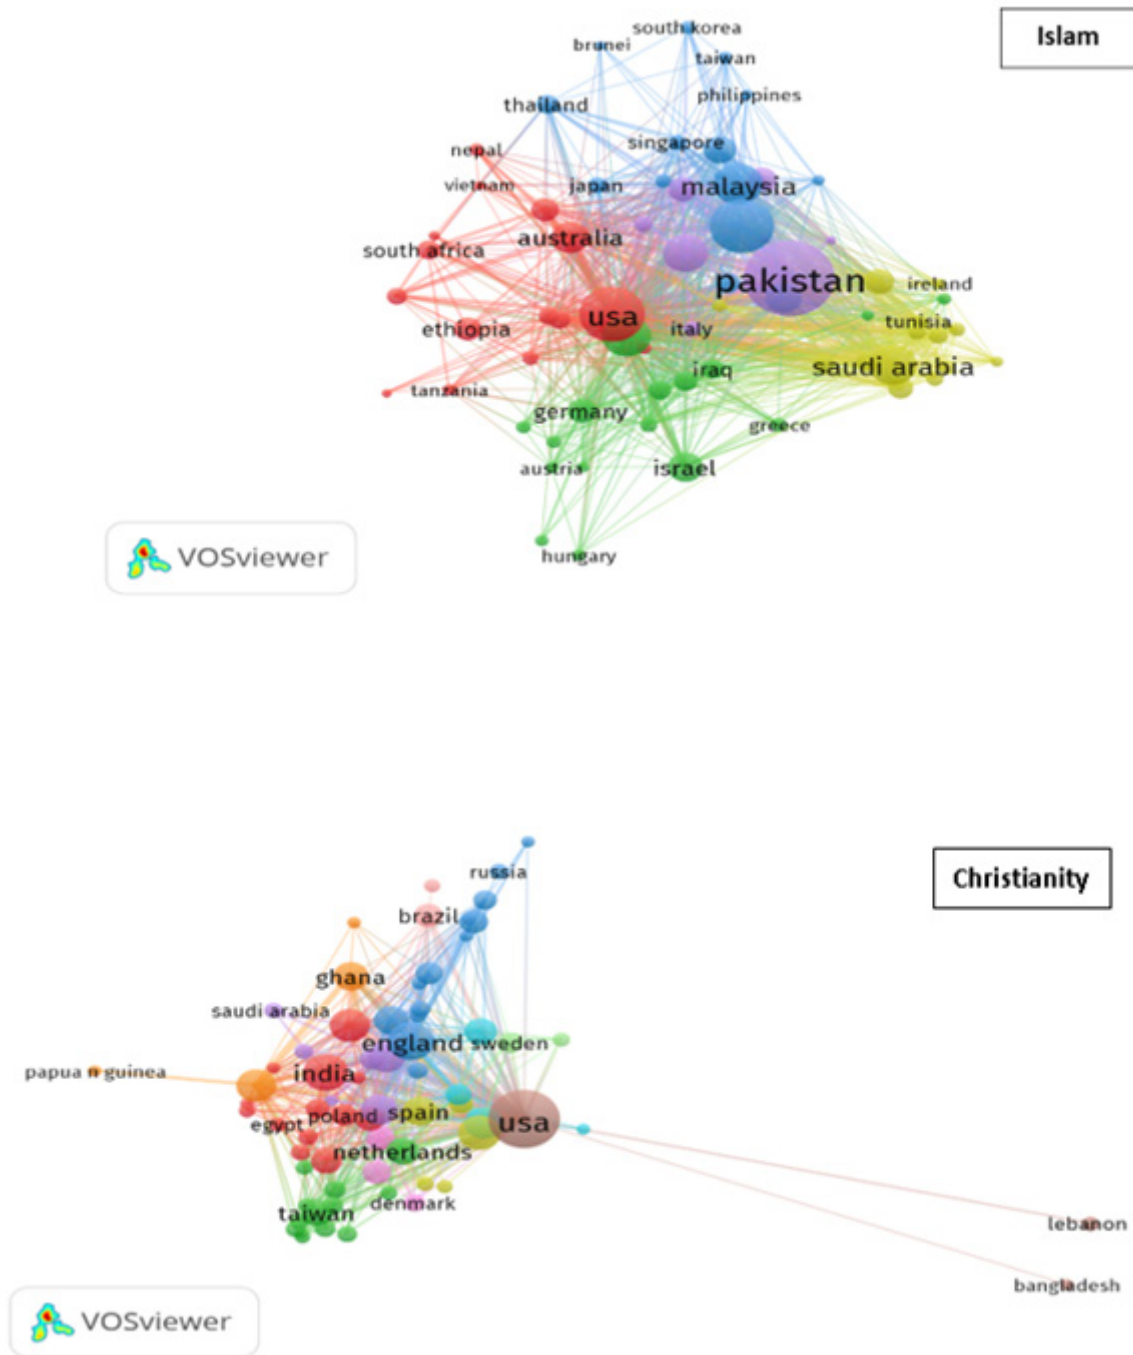 Islam
south korea
brunei
taiwan
philippines
thailand
singapore
nepal
vietnam
japan
malaysia
australia
south africa
pakistan
ireland
usa
italy
tunisia
ethiopia
saudi arabia
iraq
tanzania
germany
greece
israel
austria
hungary
VOSviewer
Christianity
russia
brazil
ghana
saudi arabia
england
sweden
papua n guinea
india
egypt
poland
spain
usa
netherlands
denmark
taiwan
lebanon
bangladesh
VOSviewer